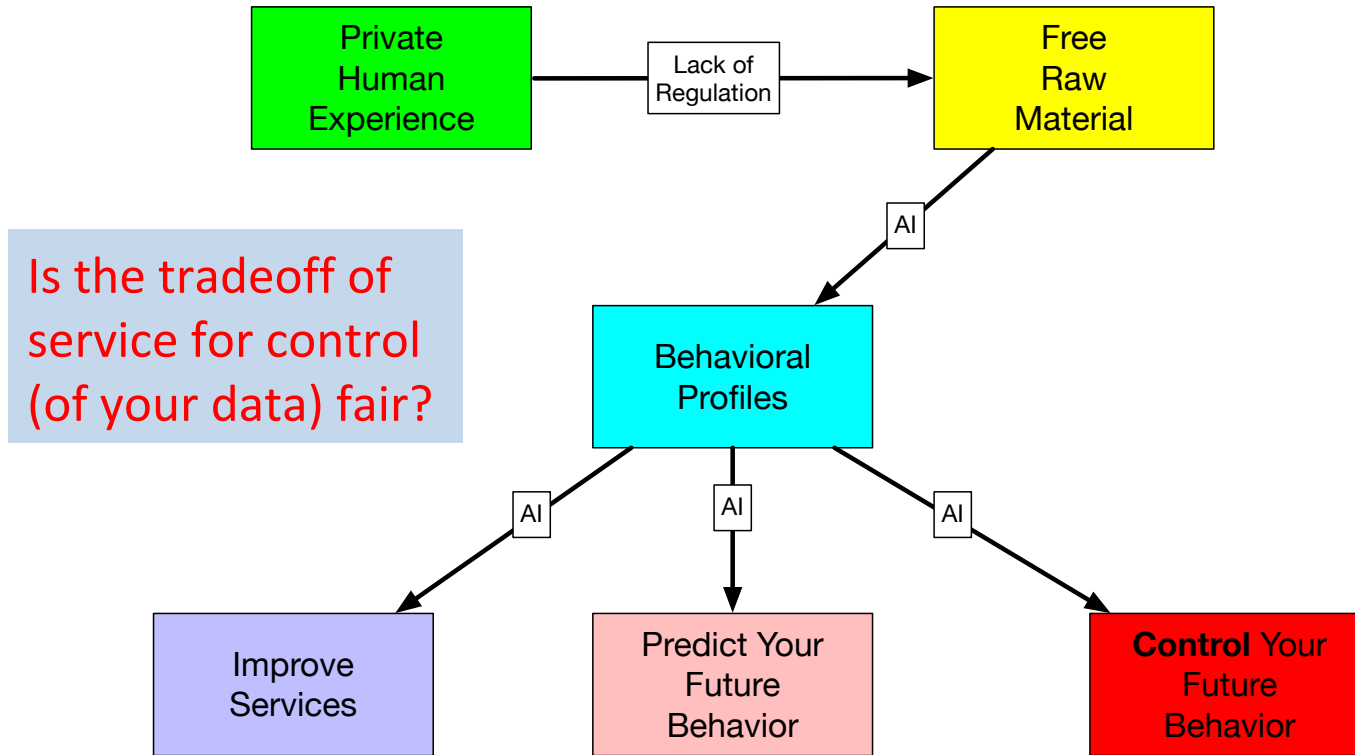 Private
Human
Experience
Lack of
Regulation
Free
Raw
Material
AI
Is the tradeoff of
service for control
(of your data) fair?
Behavioral
Profiles
AI
AI
AI
Improve
Services
Predict Your
Future
Behavior
Control Your
Future
Behavior